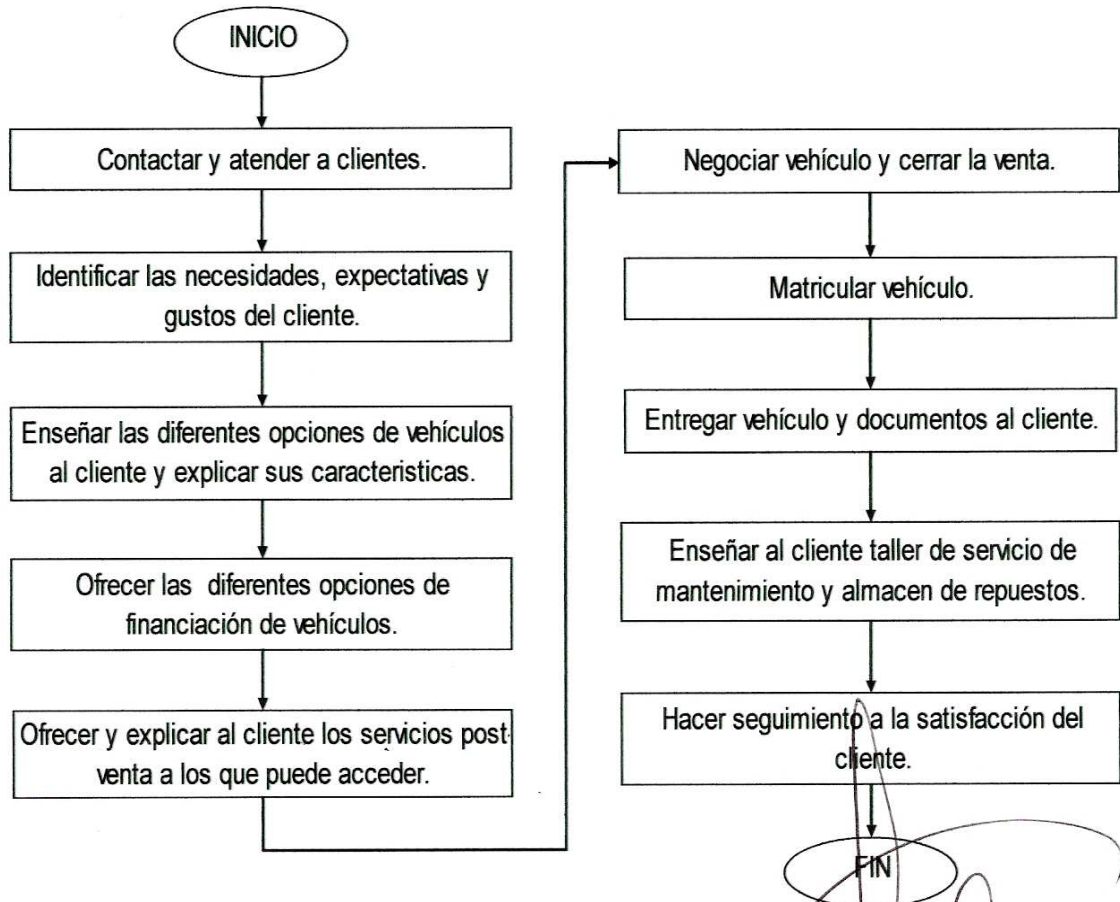 INICIO
Contactar y atender a clientes.
Identificar las necesidades, expectativas y
gustos del cliente.
Enseñar las diferentes opciones de vehículos
al cliente y explicar sus caracteristicas.
Ofrecer las diferentes opciones de
financiación de vehículos.
Ofrecer y explicar al cliente los servicios post-
venta a los que puede acceder.
Negociar vehículo y cerrar la venta.
Matricular vehículo.
Entregar vehículo y documentos al cliente.
Enseñar al cliente taller de servicio de
mantenimiento y almacen de repuestos.
Hacer seguimiento a la satisfacción del
cliente.
FIN